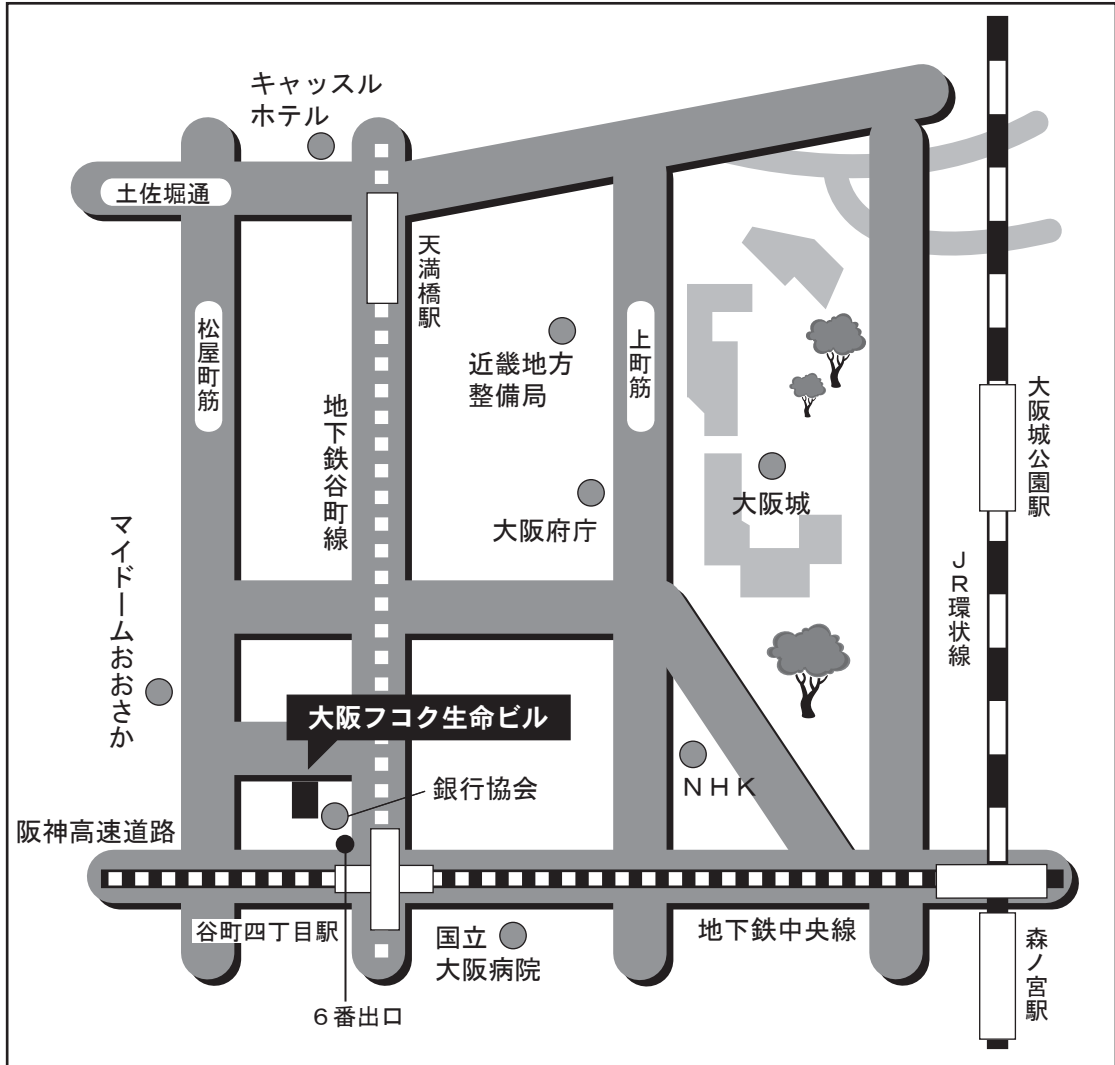 キャッスル
ホテル
土佐堀通
天満橋駅
松屋町筋
近畿地方
整備局
上町筋
地下鉄谷町線
大阪城公園駅
大阪城
大阪府庁
マイドームおおさか
JR環状線
大阪フコク生命ビル
銀行協会
NHK
阪神高速道路
谷町四丁目駅
国立
大阪病院
地下鉄中央線
森ノ宮駅
6番出口